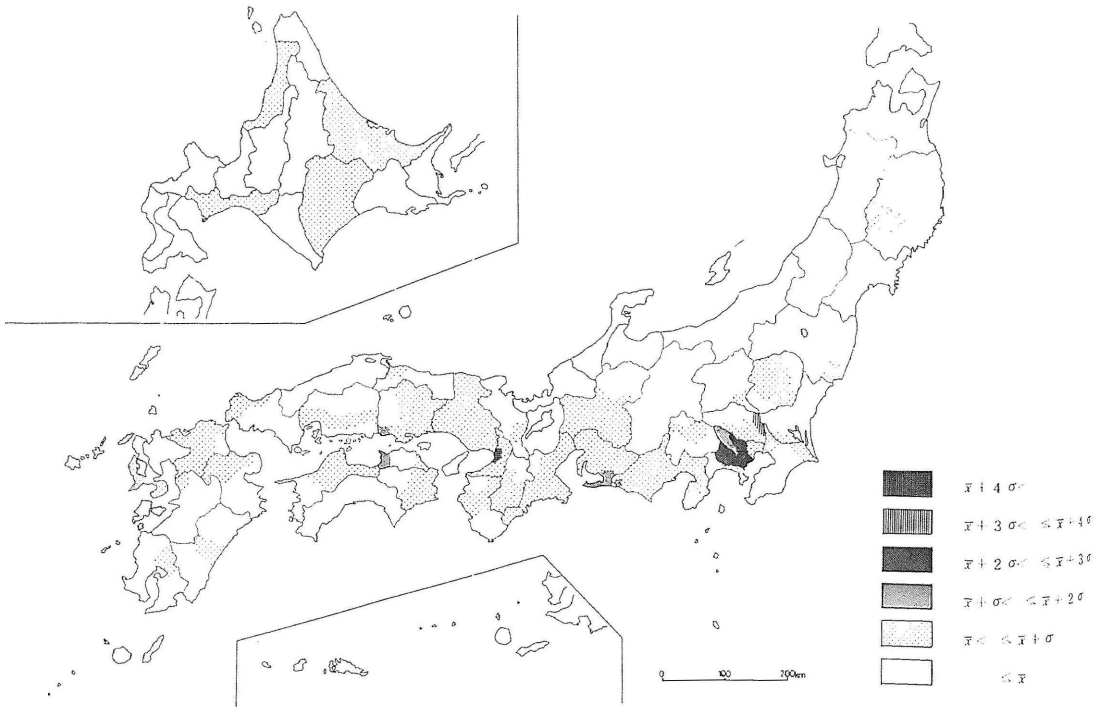 x̄ + 4 σ <
x̄ + 3 σ < ≤ x̄ + 4 σ
x̄ + 2 σ < ≤ x̄ + 3 σ
x̄ + σ < ≤ x̄ + 2 σ
x̄ < ≤ x̄ + σ
≤ x̄
0 100 200km